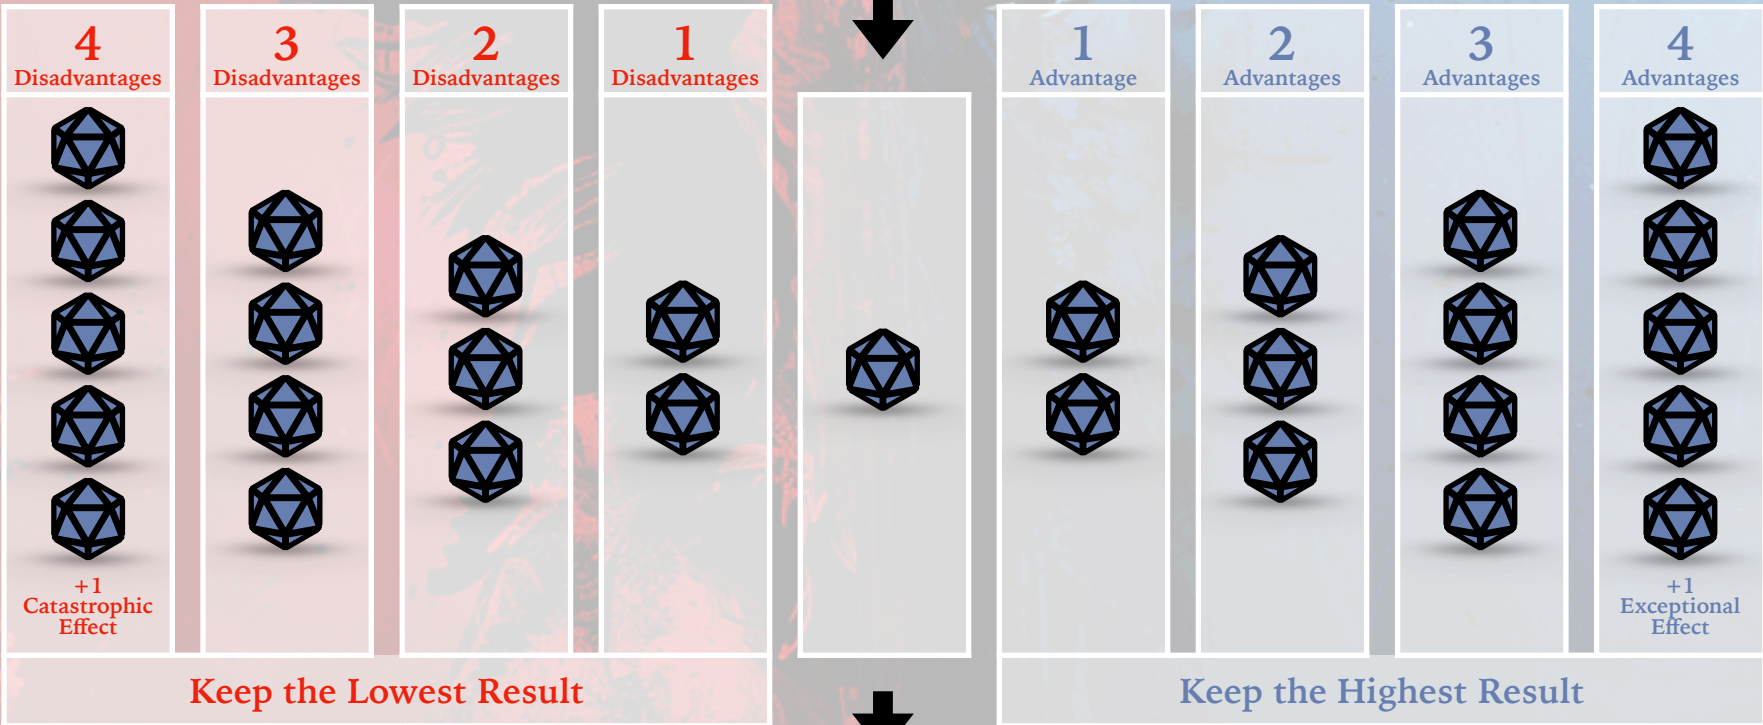 4
Disadvantages
3
Disadvantages
2
Disadvantages
1
Disadvantages
1
Advantage
2
Advantages
3
Advantages
4
Advantages
+1
Catastrophic
Effect
+1
Exceptional
Effect
Keep the Lowest Result
Keep the Highest Result